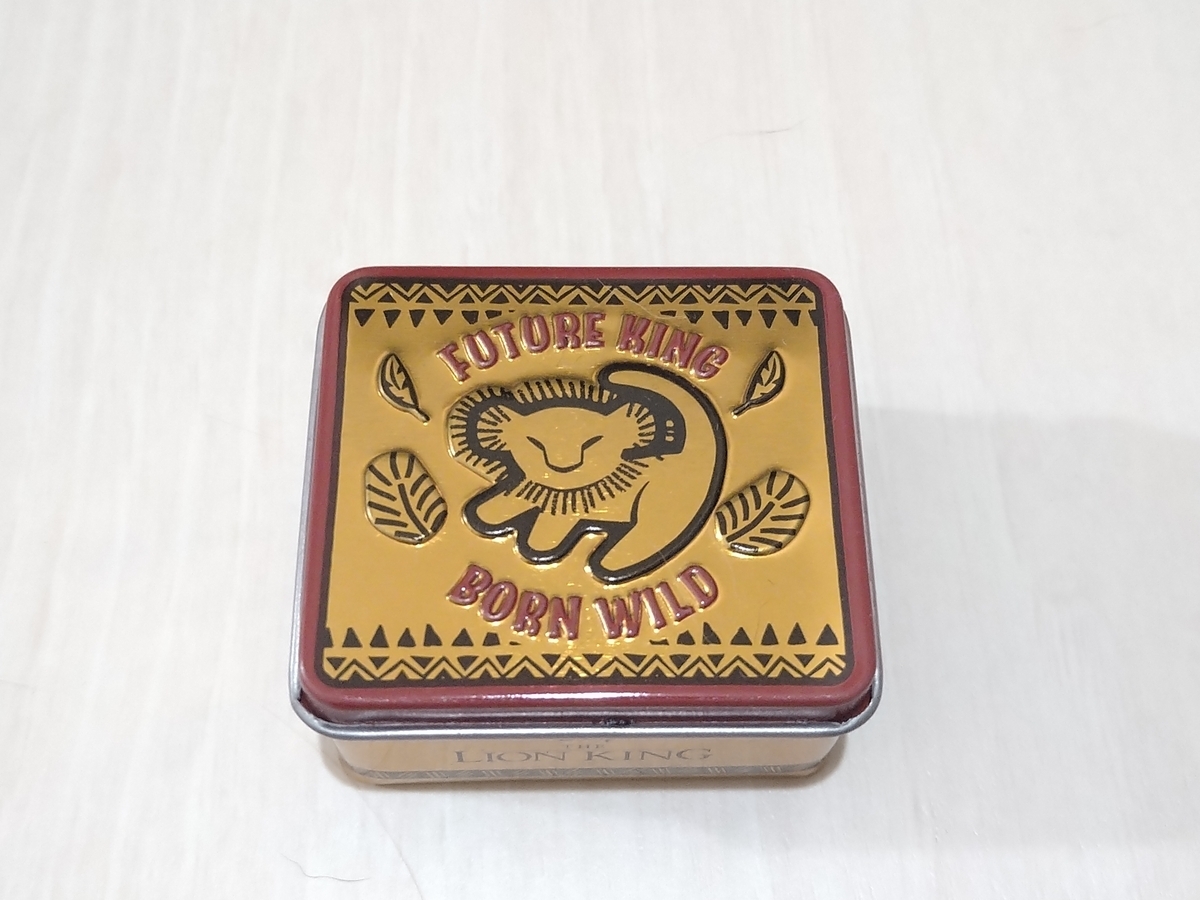 FUTURE KING
BORN WILD
THE
LION KING